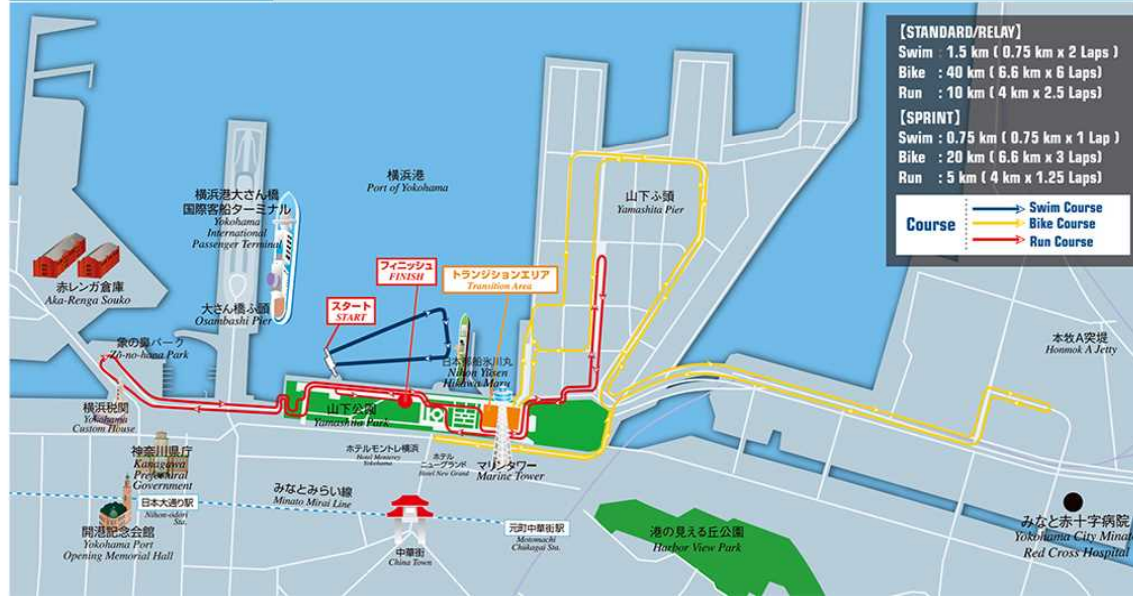 【STANDARD/RELAY】
Swim : 1.5 km ( 0.75 km x 2 Laps )
Bike : 40 km ( 6.6 km x 6 Laps)
Run : 10 km ( 4 km x 2.5 Laps)
【SPRINT】
Swim : 0.75 km ( 0.75 km x 1 Lap )
Bike : 20 km ( 6.6 km x 3 Laps)
Run : 5 km ( 4 km x 1.25 Laps)
Course
Swim Course
Bike Course
Run Course
横浜港
Port of Yokohama
山下ふ頭
Yamashita Pier
横浜港大さん橋
国際客船ターミナル
Yokohama
International
Passenger Terminal
赤レンガ倉庫
Aka-Renga Souko
大さん橋ふ頭
Osambashi Pier
フィニッシュ
FINISH
トランジションエリア
Transition Area
スタート
START
象の鼻パーク
Zō-no-hana Park
日本郵船氷川丸
Nihon Yūsen
Hikawa Maru
本牧A突堤
Honmok A Jetty
横浜税関
Yokohama
Custom House
山下公園
Yamashita Park
ホテルモントレ横浜
Hotel Monterey
Yokohama
ホテル
ニューグランド
Hotel New Grand
マリンタワー
Marine Tower
神奈川県庁
Kanagawa
Prefectural
Government
日本大通り駅
Nihon-odori
Sta.
みなとみらい線
Minato Mirai Line
開港記念会館
Yokohama Port
Opening Memorial Hall
中華街
China Town
元町中華街駅
Motomachi
Chukagai Sta.
港の見える丘公園
Harbor View Park
みなと赤十字病院
Yokohama City Minato
Red Cross Hospital